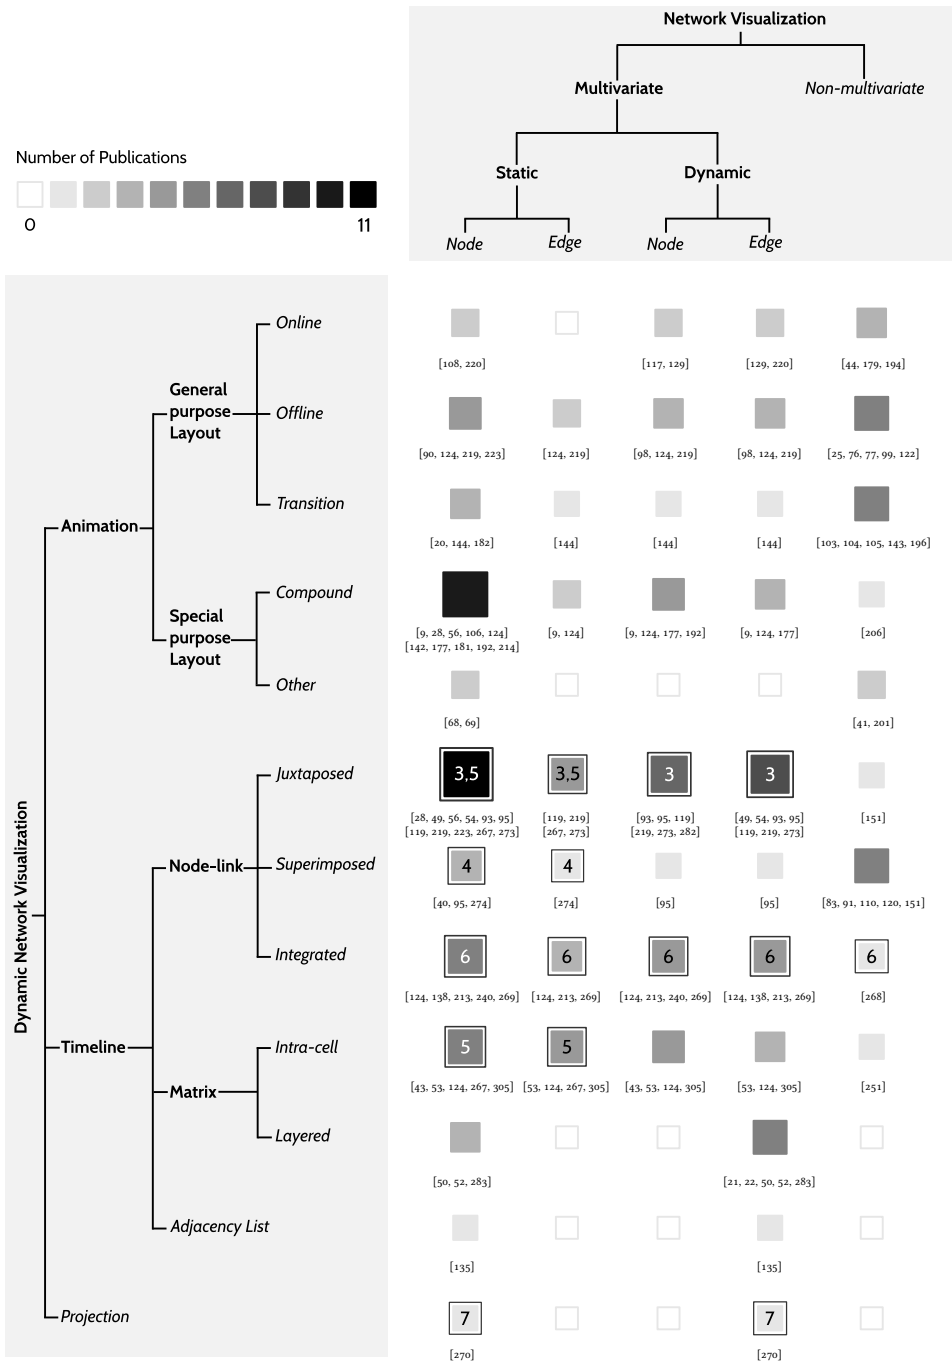 Network Visualization
Multivariate
Non-multivariate
Number of Publications
Static
Dynamic
0
11
Node
Edge
Node
Edge
Online
[108, 220]
[117, 129]
[129, 220]
[44, 179, 194]
General
purpose
Layout
Offline
[90, 124, 219, 223]
[124, 219]
[98, 124, 219]
[98, 124, 219]
[25, 76, 77, 99, 122]
Transition
[20, 144, 182]
[144]
[144]
[144]
[103, 104, 105, 143, 196]
Animation
Compound
[9, 28, 56, 106, 124]
[142, 177, 181, 192, 214]
[9, 124]
[9, 124, 177, 192]
[9, 124, 177]
[206]
Special
purpose
Layout
Other
[68, 69]
[41, 201]
Juxtaposed
3,5
3,5
3
3
[28, 49, 56, 54, 93, 95]
[119, 219, 223, 267, 273]
[119, 219]
[267, 273]
[93, 95, 119]
[219, 273, 282]
[49, 54, 93, 95]
[119, 219, 273]
[151]
Dynamic Network Visualization
Node-link
Superimposed
4
4
[40, 95, 274]
[274]
[95]
[95]
[83, 91, 110, 120, 151]
Integrated
6
6
6
6
6
[124, 138, 213, 240, 269]
[124, 213, 269]
[124, 213, 240, 269]
[124, 138, 213, 269]
[268]
Timeline
Intra-cell
5
5
[43, 53, 124, 267, 305]
[53, 124, 267, 305]
[43, 53, 124, 305]
[53, 124, 305]
[251]
Matrix
Layered
[50, 52, 283]
[21, 22, 50, 52, 283]
Adjacency List
[135]
[135]
Projection
7
7
[270]
[270]